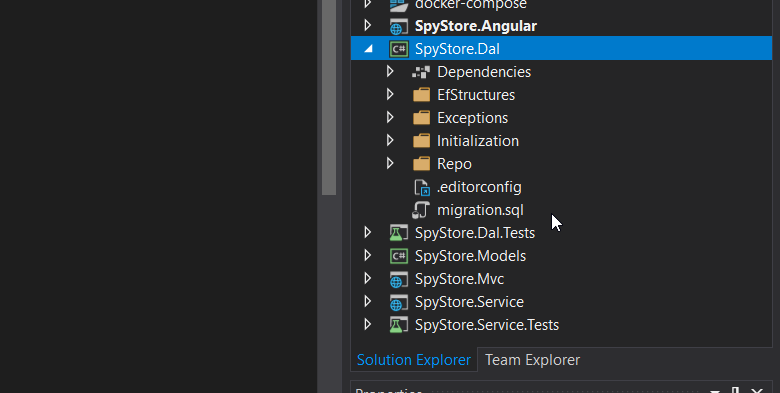 docker-compose
SpyStore.Angular
C# SpyStore.Dal
Dependencies
EfStructures
Exceptions
Initialization
Repo
.editorconfig
migration.sql
SpyStore.Dal.Tests
C# SpyStore.Models
SpyStore.Mvc
SpyStore.Service
SpyStore.Service.Tests
Solution Explorer Team Explorer
Properties